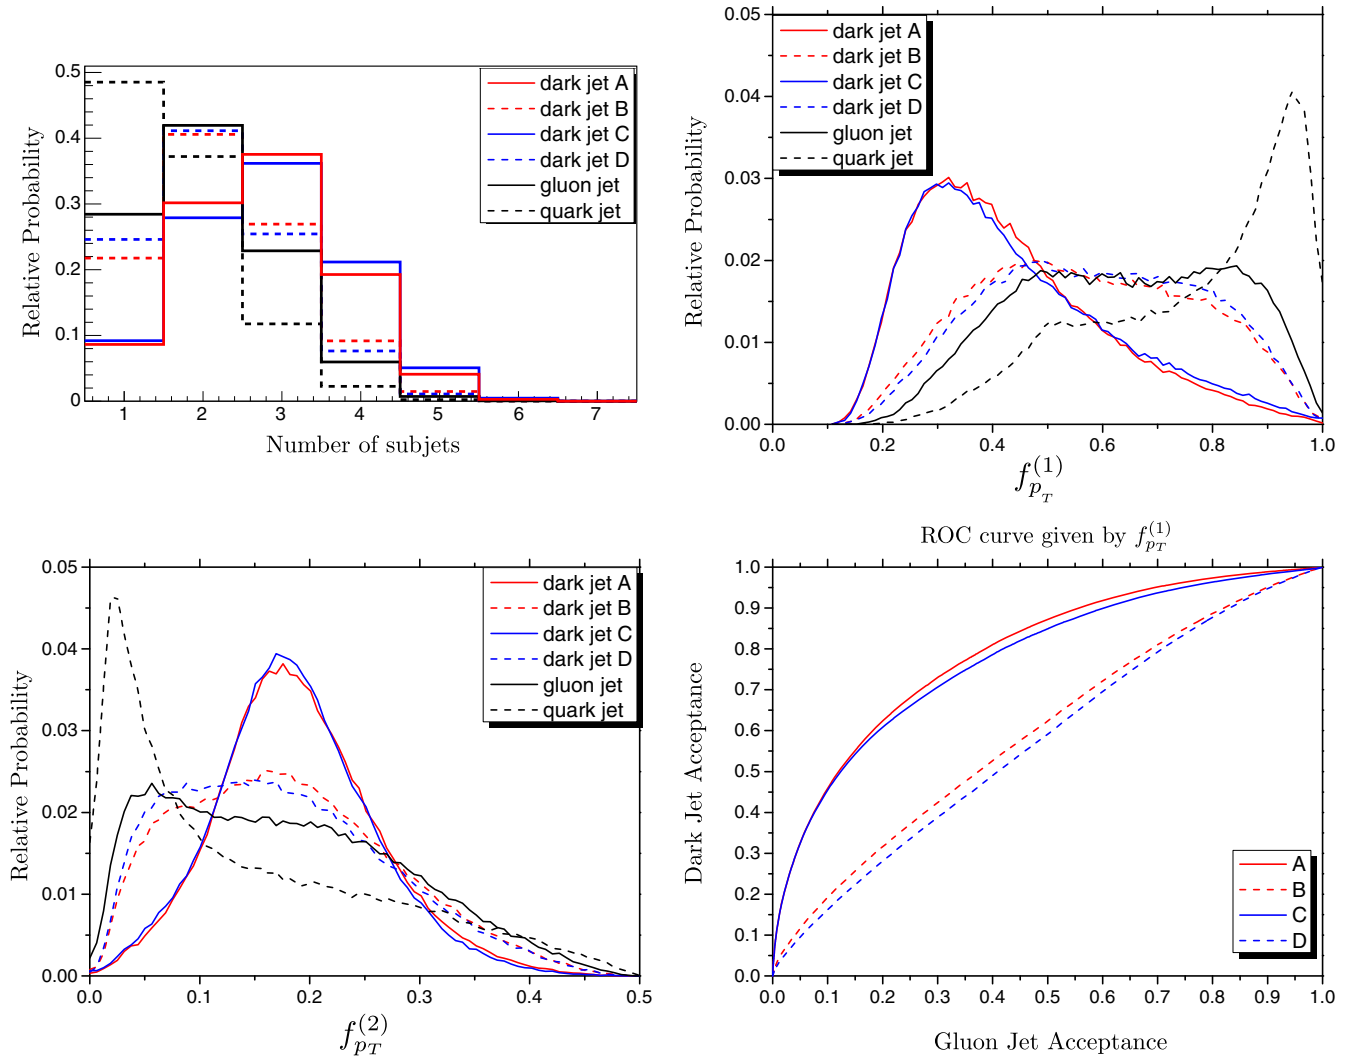 0.5
0.4
0.3
0.2
0.1
0
Relative Probability
dark jet A
dark jet B
dark jet C
dark jet D
gluon jet
quark jet
1 2 3 4 5 6 7
Number of subjets
0.05
0.04
0.03
0.02
0.01
0.00
Relative Probability
dark jet A
dark jet B
dark jet C
dark jet D
gluon jet
quark jet
0.0 0.2 0.4 0.6 0.8 1.0
f_{p_T}^{(1)}
0.05
0.04
0.03
0.02
0.01
0.00
Relative Probability
dark jet A
dark jet B
dark jet C
dark jet D
gluon jet
quark jet
0.0 0.1 0.2 0.3 0.4 0.5
f_{p_T}^{(2)}
ROC curve given by f_{p_T}^{(1)}
1.0
0.9
0.8
0.7
0.6
0.5
0.4
0.3
0.2
0.1
0.0
Dark Jet Acceptance
A
B
C
D
0.0 0.1 0.2 0.3 0.4 0.5 0.6 0.7 0.8 0.9 1.0
Gluon Jet Acceptance